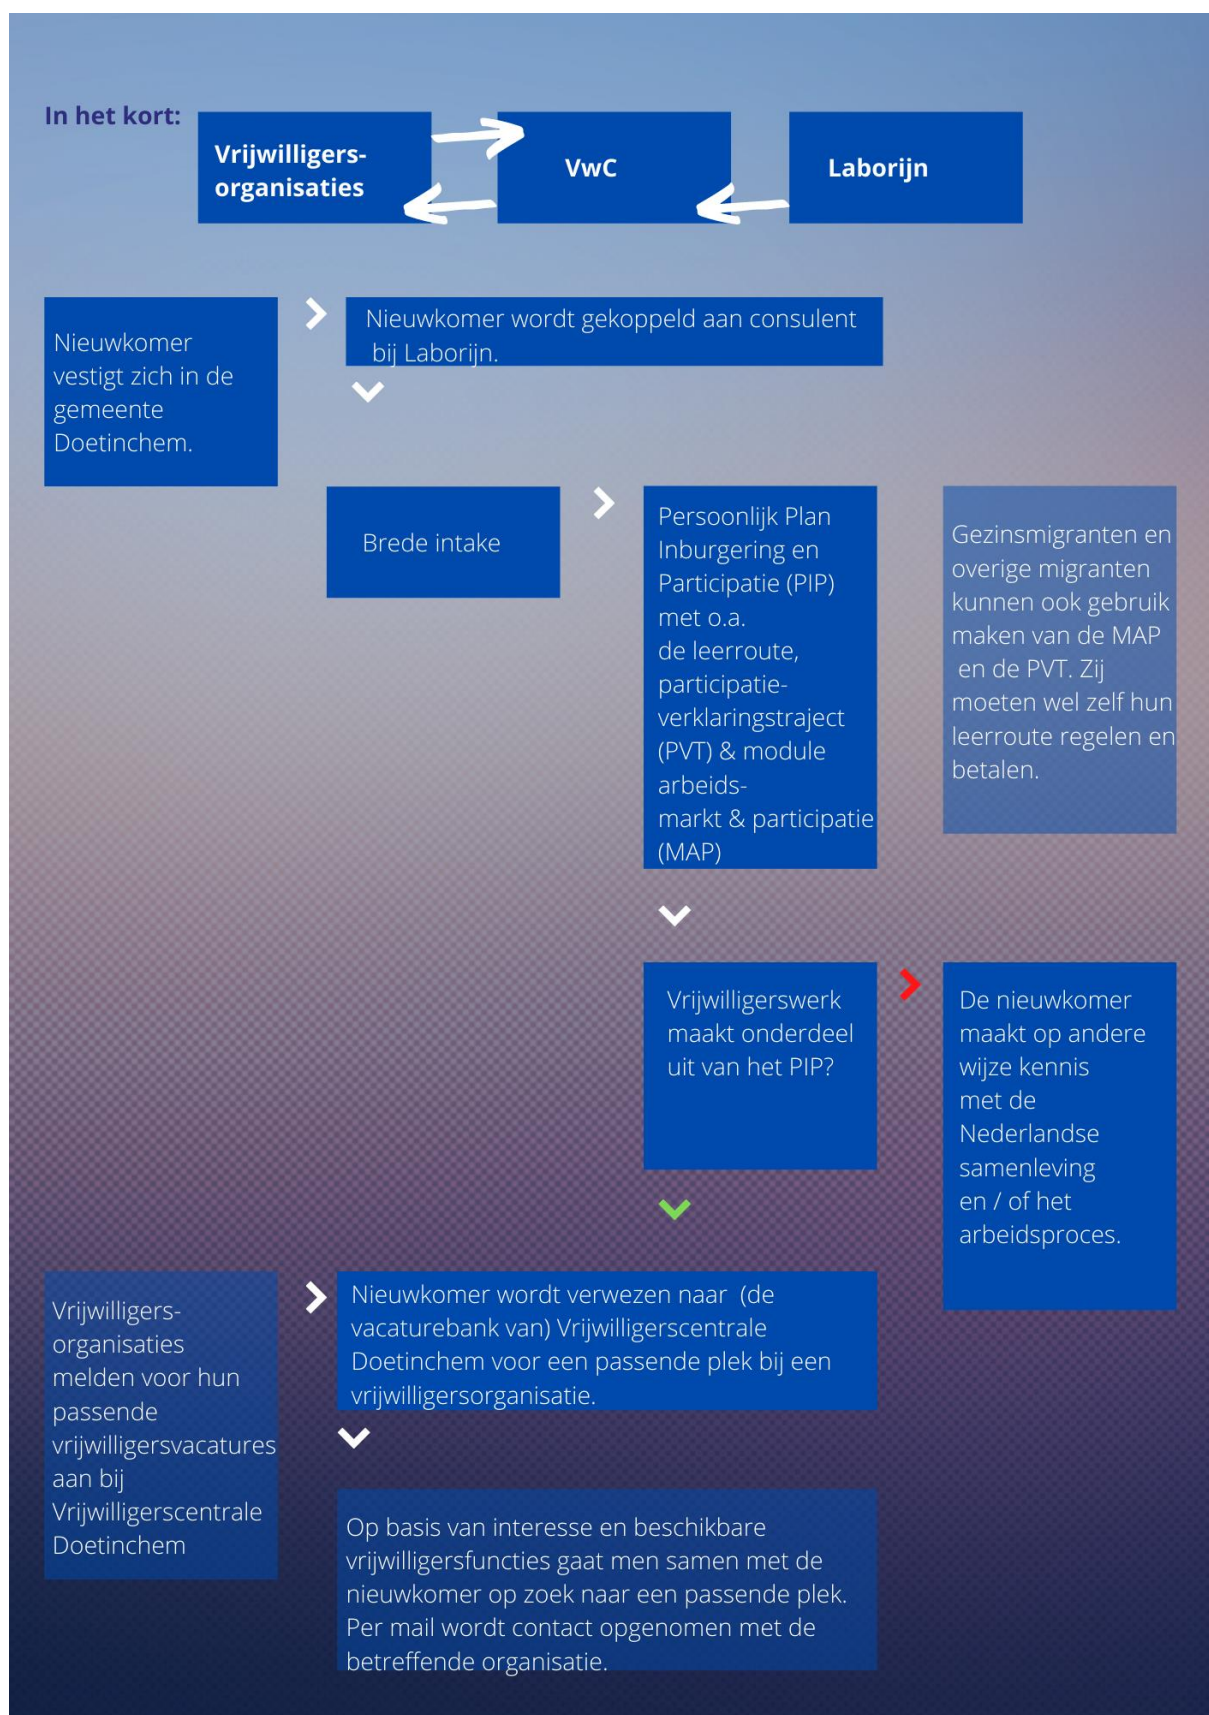 In het kort:
Vrijwilligers-
organisaties
VwC
Laborijn
Nieuwkomer
vestigt zich in de
gemeente
Doetinchem.
Nieuwkomer wordt gekoppeld aan consulent
bij Laborijn.
Brede intake
Persoonlijk Plan
Inburgering en
Participatie (PIP)
met o.a.
de leerroute,
participatie-
verklaringstraject
(PVT) & module
arbeids-
markt & participatie
(MAP)
Gezinsmigranten en
overige migranten
kunnen ook gebruik
maken van de MAP
en de PVT. Zij
moeten wel zelf hun
leerroute regelen en
betalen.
Vrijwilligerswerk
maakt onderdeel
uit van het PIP?
De nieuwkomer
maakt op andere
wijze kennis
met de
Nederlandse
samenleving
en / of het
arbeidsproces.
Vrijwilligers-
organisaties
melden voor hun
passende
vrijwilligersvacatures
aan bij
Vrijwilligerscentrale
Doetinchem
Nieuwkomer wordt verwezen naar (de
vacaturebank van) Vrijwilligerscentrale
Doetinchem voor een passende plek bij een
vrijwilligersorganisatie.
Op basis van interesse en beschikbare
vrijwilligersfuncties gaat men samen met de
nieuwkomer op zoek naar een passende plek.
Per mail wordt contact opgenomen met de
betreffende organisatie.